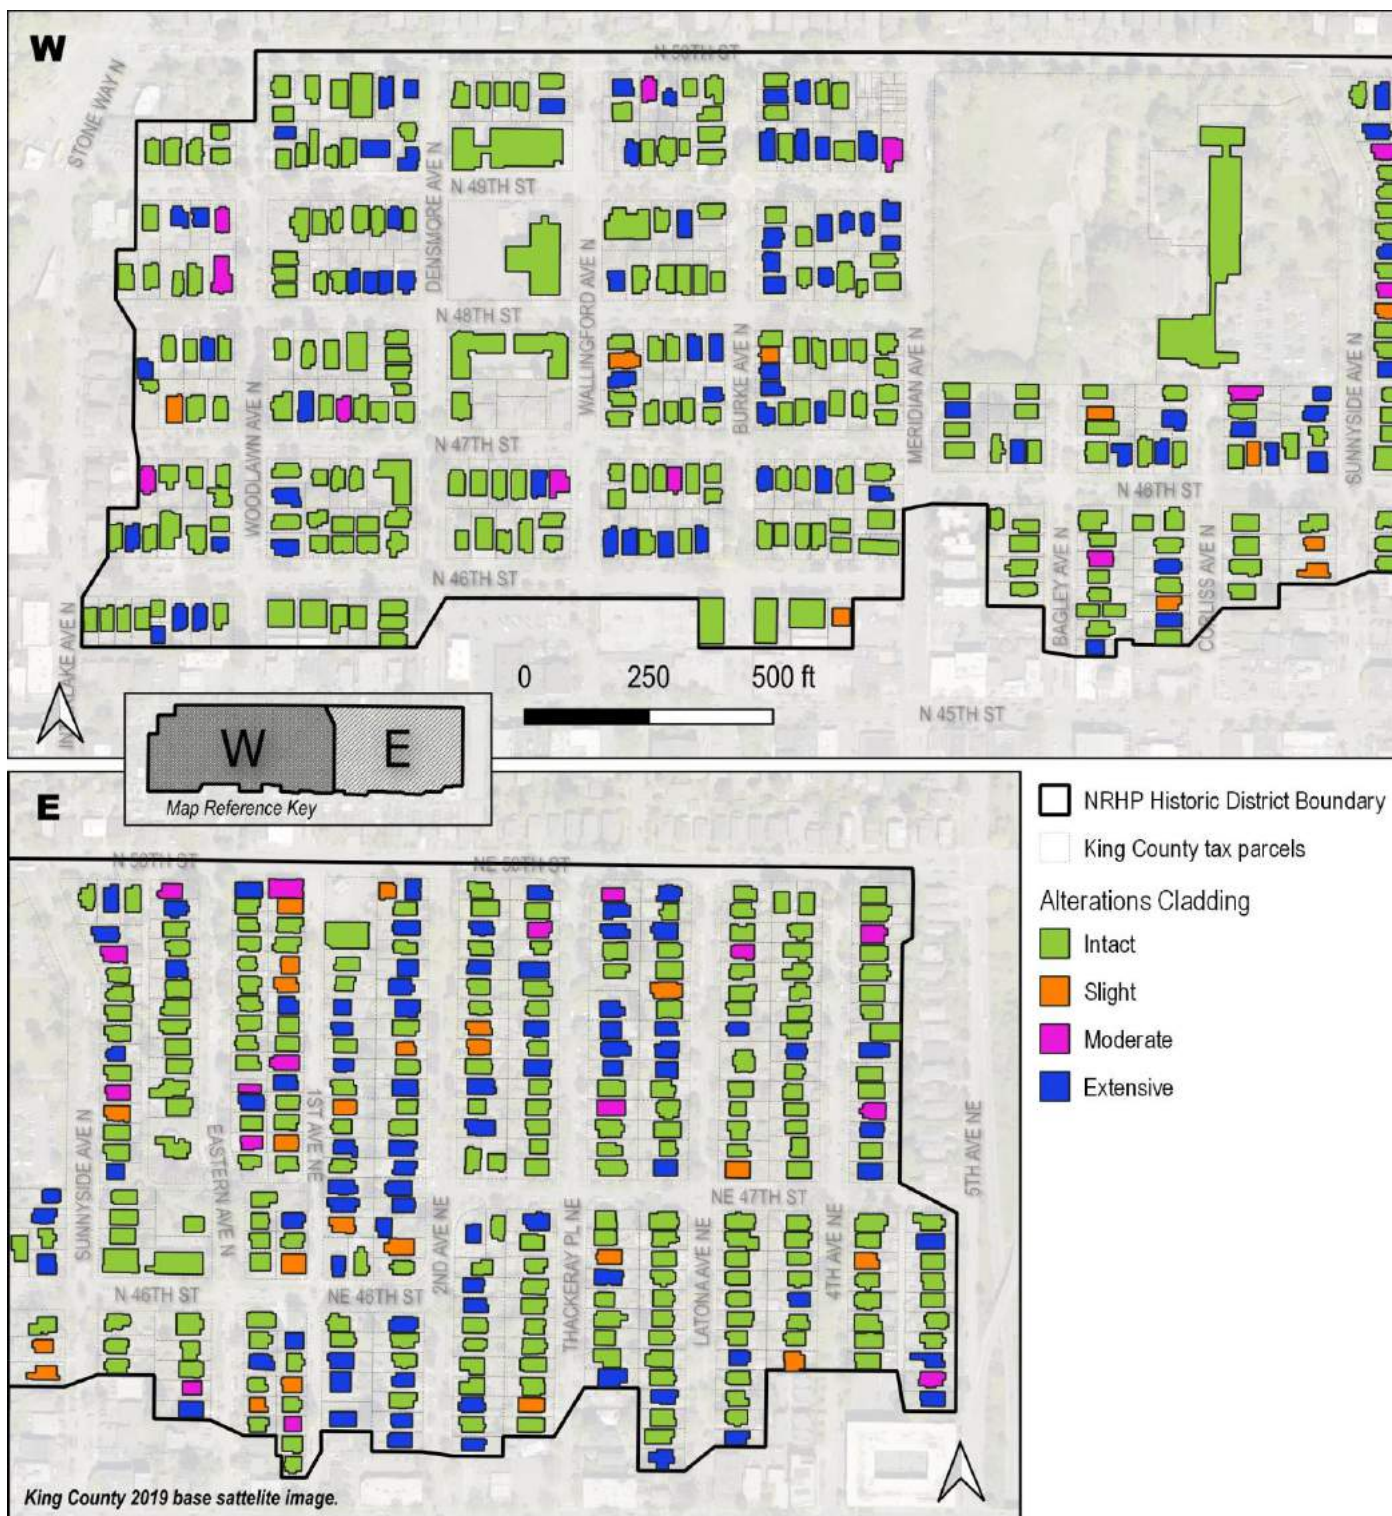 W
N 50TH ST
STONE WAY N
DENSMORE AVE N
N 49TH ST
WALLINGFORD AVE N
N 48TH ST
WOODLAWN AVE N
BURKE AVE N
MERIDIAN AVE N
SUNNYSIDE AVE N
N 47TH ST
N 46TH ST
N 46TH ST
BAGLEY AVE N
CORLISS AVE N
0 250 500 ft
N 45TH ST
W E
Map Reference Key
E
N 50TH ST
NE 50TH ST
NRHP Historic District Boundary
King County tax parcels
Alterations Cladding
Intact
Slight
Moderate
Extensive
SUNNYSIDE AVE N
EASTERN AVE N
1ST AVE NE
2ND AVE NE
THACKERAY PL NE
LATONA AVE NE
NE 47TH ST
4TH AVE NE
5TH AVE NE
N 46TH ST
NE 46TH ST
King County 2019 base sattelite image.